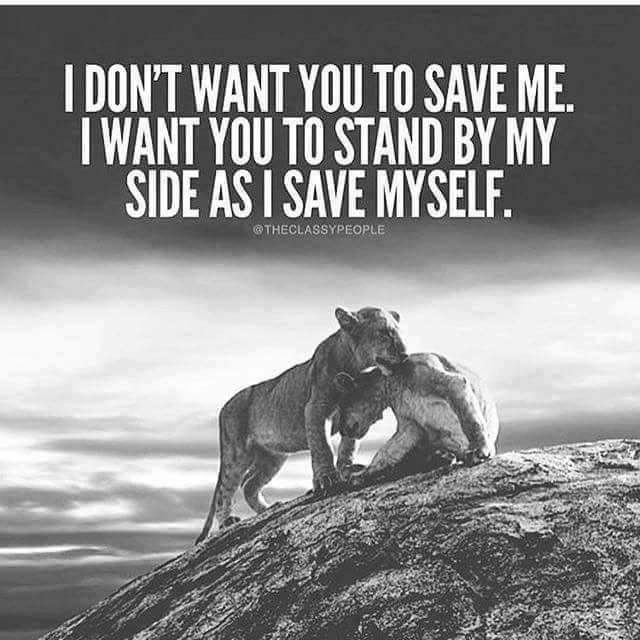 I DON'T WANT YOU TO SAVE ME.
I WANT YOU TO STAND BY MY
SIDE AS I SAVE MYSELF.
@THECLASSYPEOPLE